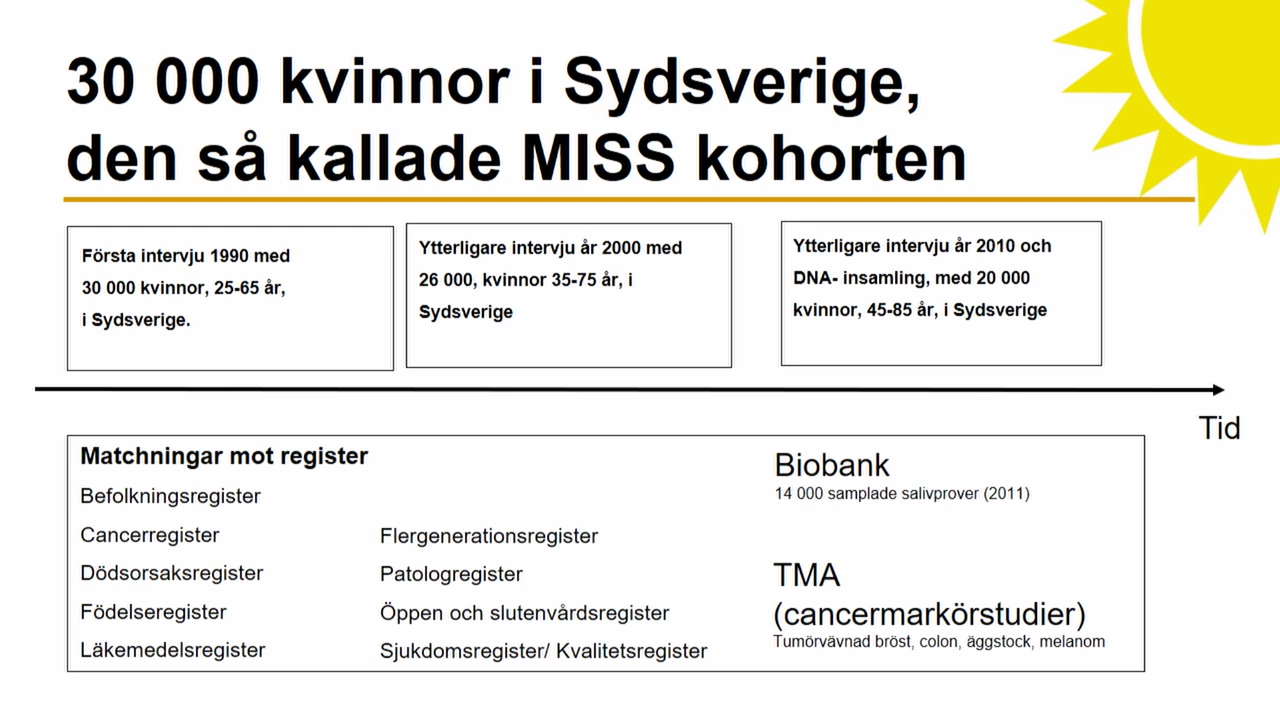 30 000 kvinnor i Sydsverige,
den så kallade MISS kohorten
Första intervju 1990 med
30 000 kvinnor, 25-65 år,
i Sydsverige.
Ytterligare intervju år 2000 med
26 000, kvinnor 35-75 år, i
Sydsverige
Ytterligare intervju år 2010 och
DNA- insamling, med 20 000
kvinnor, 45-85 år, i Sydsverige
Tid
Matchningar mot register
Befolkningsregister
Cancerregister
Dödsorsaksregister
Födelseregister
Läkemedelsregister
Flergenerationsregister
Patologregister
Öppen och slutenvårdsregister
Sjukdomsregister/ Kvalitetsregister
Biobank
14 000 samplade salivprover (2011)
TMA
(cancermarkörstudier)
Tumörvävnad bröst, colon, äggstock, melanom